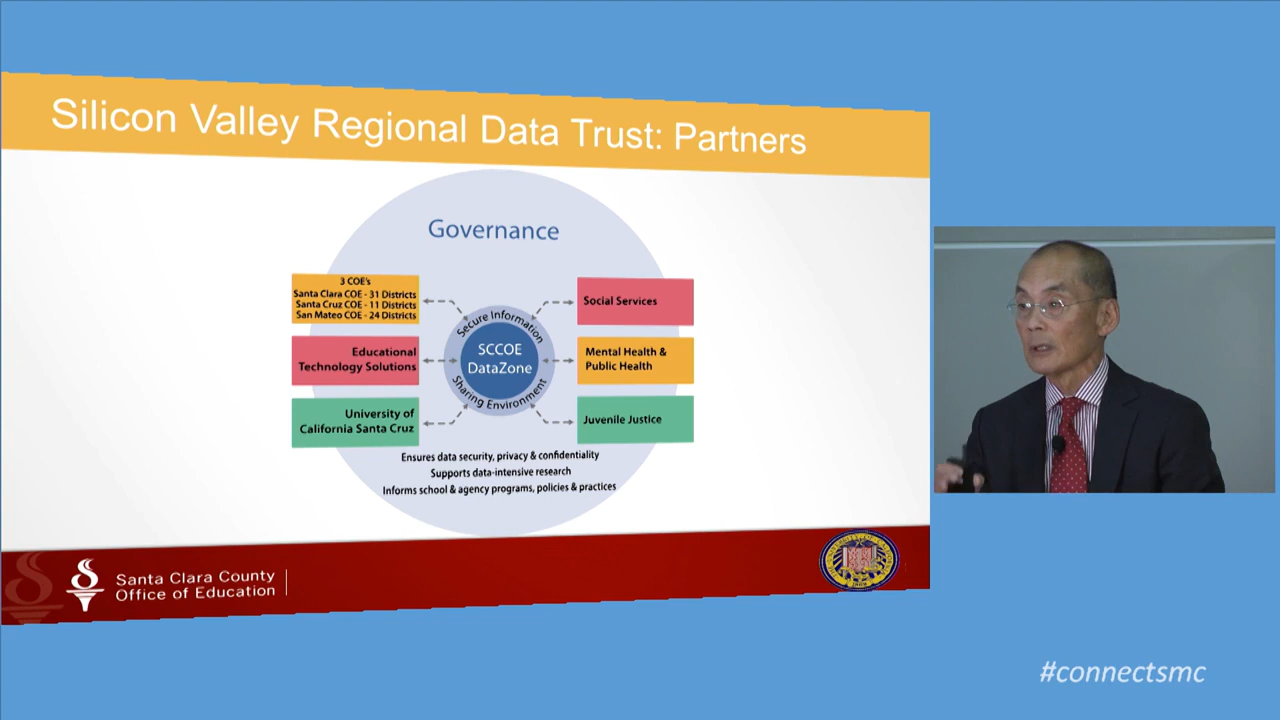 Silicon Valley Regional Data Trust: Partners
Governance
3 COE's
Santa Clara COE - 31 Districts
Santa Cruz COE - 11 Districts
San Mateo COE - 24 Districts
Educational
Technology Solutions
University of
California Santa Cruz
Secure Information
SCCOE
DataZone
Sharing Environment
Social Services
Mental Health &
Public Health
Juvenile Justice
Ensures data security, privacy & confidentiality
Supports data-intensive research
Informs school & agency programs, policies & practices
Santa Clara County
Office of Education
#connectsmc